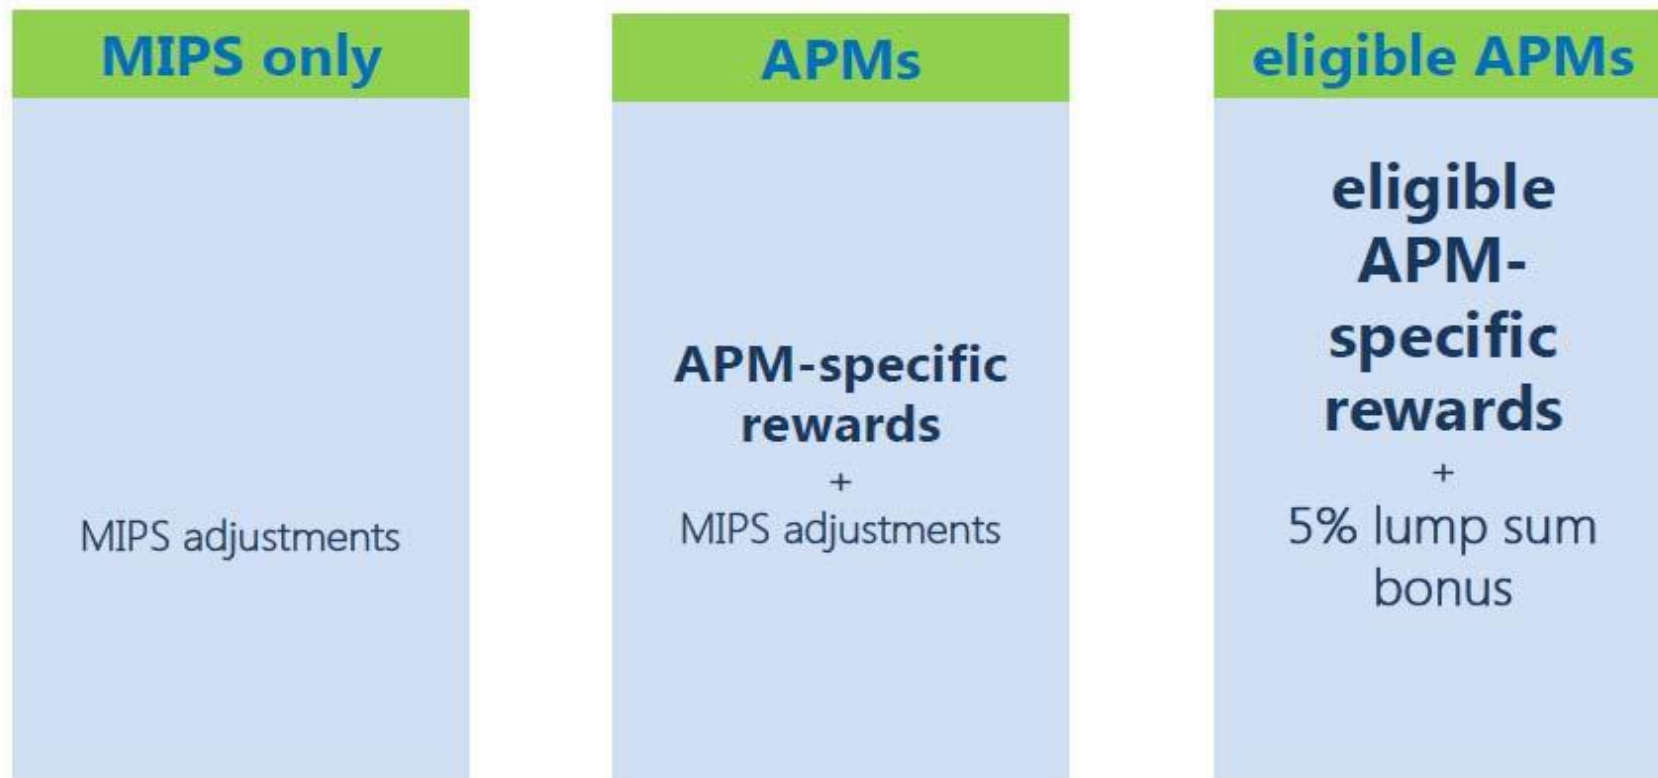 MIPS only
MIPS adjustments
APMs
APM-specific
rewards
+
MIPS adjustments
eligible APMs
eligible
APM-
specific
rewards
+
5% lump sum
bonus